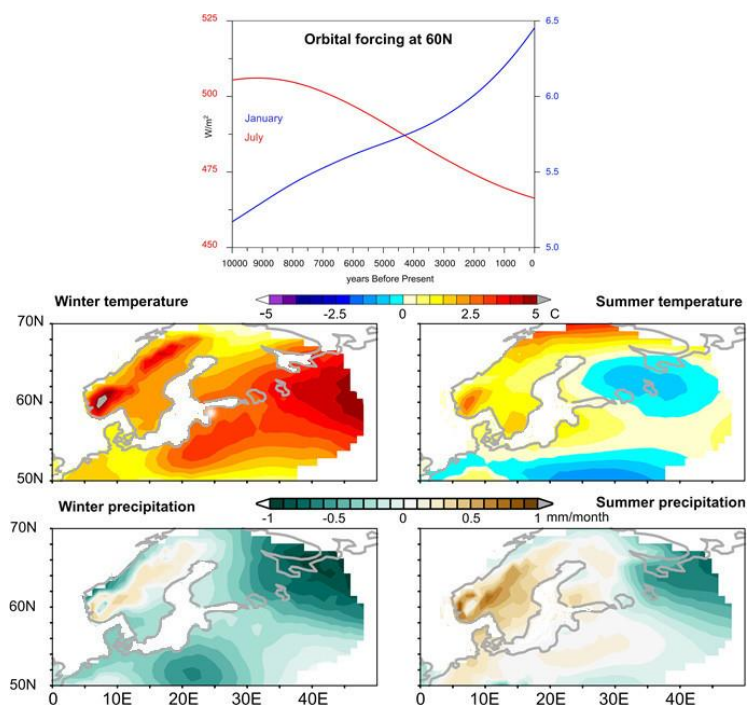 525
500
475
450
W/m²
Orbital forcing at 60N
January
July
6.5
6.0
5.5
5.0
10000 9000 8000 7000 6000 5000 4000 3000 2000 1000 0
years Before Present
Winter temperature
Summer temperature
−5 −2.5 0 2.5 5 C
70N
60N
50N
Winter precipitation
Summer precipitation
-1 -0.5 0 0.5 1 mm/month
70N
60N
50N
0 10E 20E 30E 40E
0 10E 20E 30E 40E